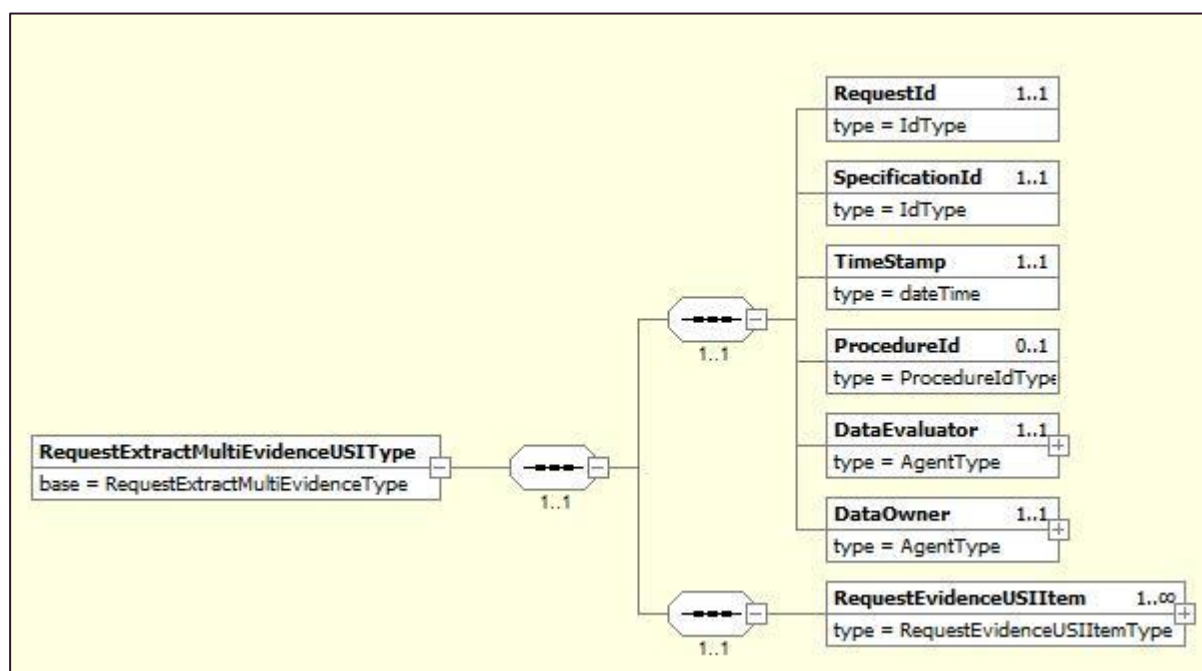 RequestId 1..1
type = IdType
SpecificationId 1..1
type = IdType
TimeStamp 1..1
type = dateTime
1..1
ProcedureId 0..1
type = ProcedureIdType
DataEvaluator 1..1
type = AgentType
RequestExtractMultiEvidenceUSIType
base = RequestExtractMultiEvidenceType
1..1
DataOwner 1..1
type = AgentType
RequestEvidenceUSIItem 1..∞
type = RequestEvidenceUSIItemType
1..1